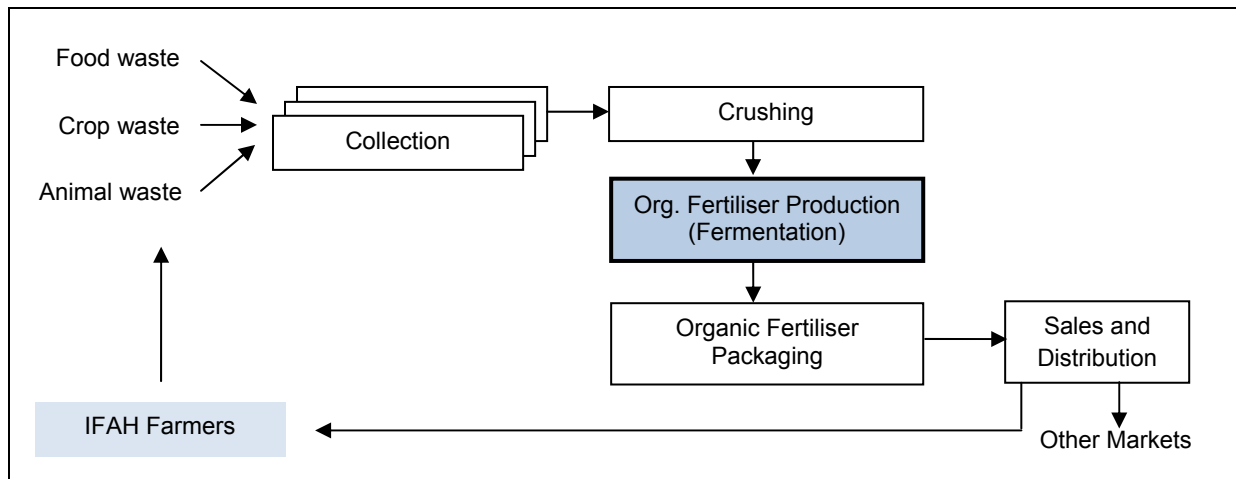 Food waste
Crop waste
Animal waste
Collection
Crushing
Org. Fertiliser Production
(Fermentation)
Organic Fertiliser
Packaging
Sales and
Distribution
IFAH Farmers
Other Markets